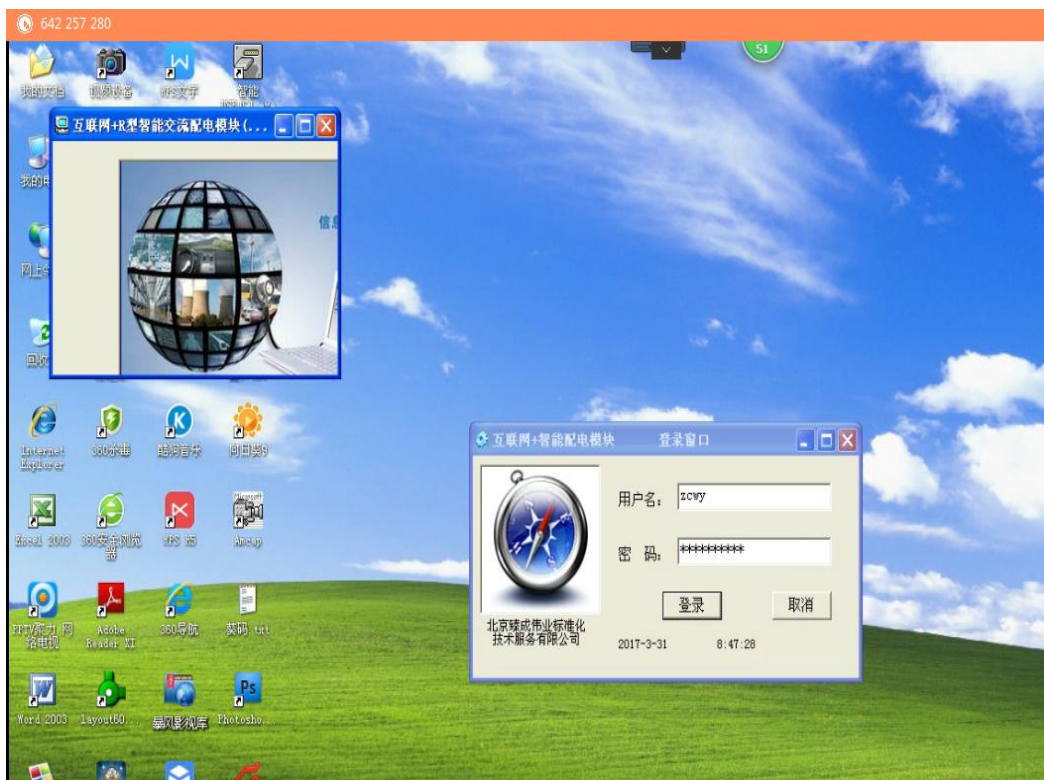 642 257 280
51
我的文档
视频设备
WPS文字
智能
互联网+R型智能交流配电模块(...
我的电
信息
网上
回收
Internet Explorer
360杀毒
酷狗音乐
向日葵9
Excel 2003
360安全浏览器
WPS H5
Amcap
PPTV聚力 网络电视
Adobe Reader XI
360导航
Word 2003
layout60...
暴风影视库
Photosho...
互联网+智能配电模块 登录窗口
用户名:
zcwy
密 码:
**********
登录
取消
北京臻成伟业标准化
技术服务有限公司
2017-3-31
8:47:28